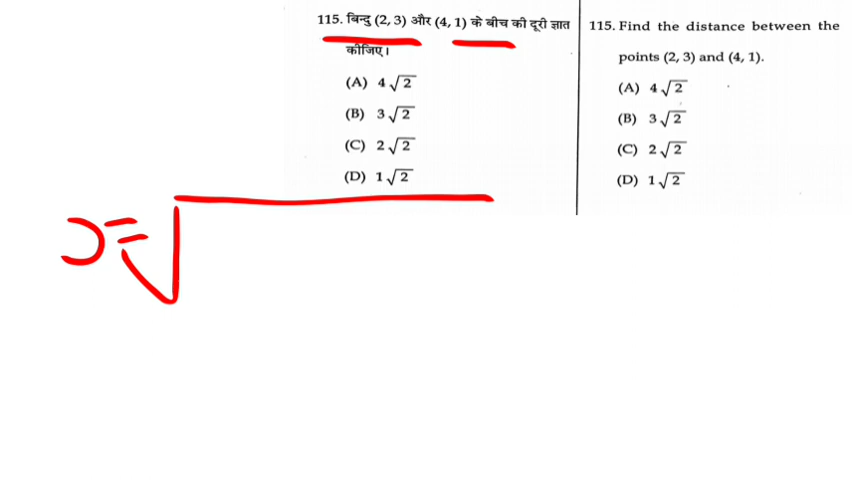 115. बिन्दु (2, 3) और (4, 1) के बीच की दूरी ज्ञात
कीजिए।
(A) 4√2
(B) 3√2
(C) 2√2
(D) 1√2
115. Find the distance between the
points (2, 3) and (4, 1).
(A) 4√2
(B) 3√2
(C) 2√2
(D) 1√2